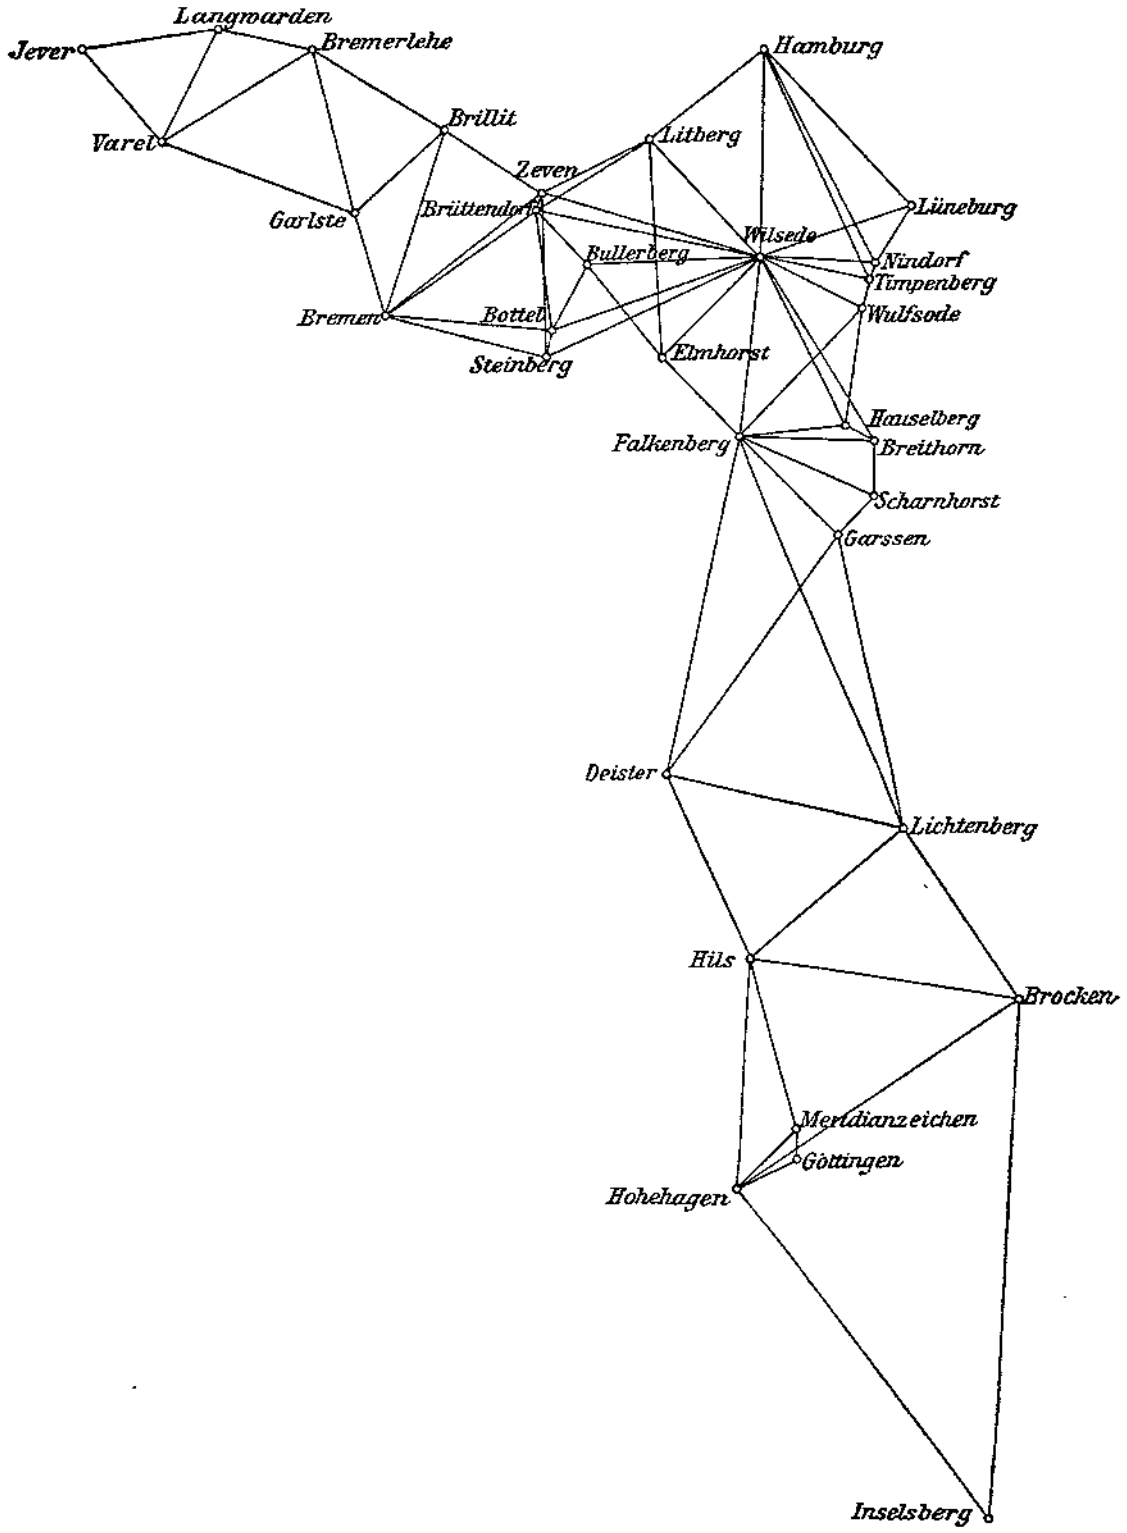 Langwarden
Jever
Bremerlehe
Hamburg
Brillit
Varel
Litberg
Zeven
Garlste
Brüttendorf
Lüneburg
Wilsede
Bullerberg
Nindorf
Timpenberg
Bremen
Bottel
Wulfsode
Steinberg
Elmhorst
Hauselberg
Falkenberg
Breithorn
Scharnhorst
Garssen
Deister
Lichtenberg
Hils
Brocken
Meridianzeichen
Göttingen
Hohehagen
Inselsberg